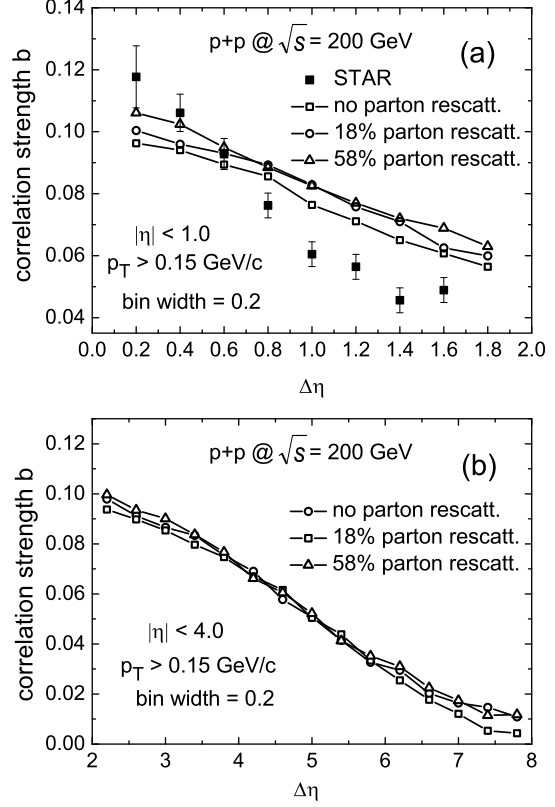 p+p @ √s = 200 GeV
(a)
STAR
no parton rescatt.
18% parton rescatt.
58% parton rescatt.
|η| < 1.0
p_T > 0.15 GeV/c
bin width = 0.2
correlation strength b
0.14
0.12
0.10
0.08
0.06
0.04
0.0 0.2 0.4 0.6 0.8 1.0 1.2 1.4 1.6 1.8 2.0
Δη
p+p @ √s = 200 GeV
(b)
no parton rescatt.
18% parton rescatt.
58% parton rescatt.
|η| < 4.0
p_T > 0.15 GeV/c
bin width = 0.2
correlation strength b
0.12
0.10
0.08
0.06
0.04
0.02
0.00
2 3 4 5 6 7 8
Δη